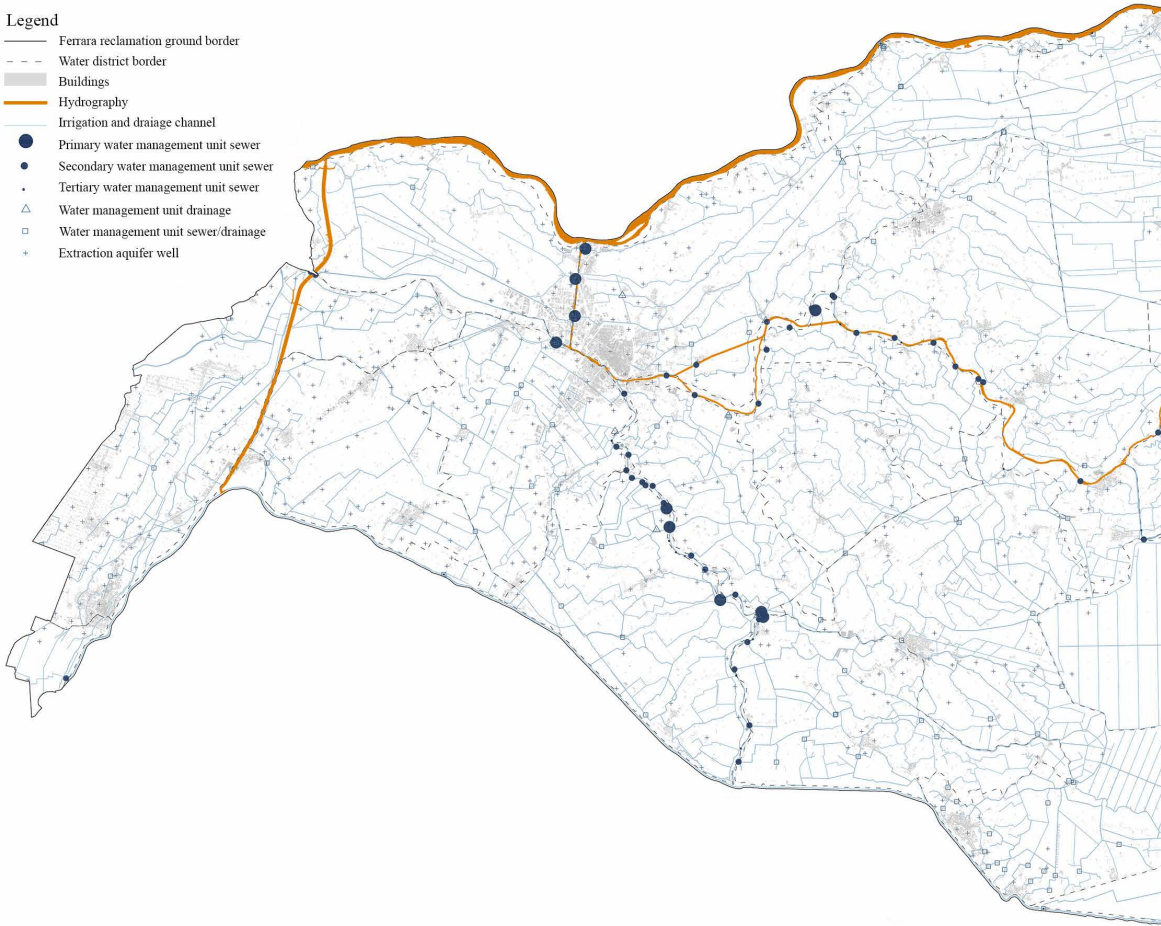 Legend
Ferrara reclamation ground border
Water district border
Buildings
Hydrography
Irrigation and draiage channel
Primary water management unit sewer
Secondary water management unit sewer
Tertiary water management unit sewer
Water management unit drainage
Water management unit sewer/drainage
Extraction aquifer well